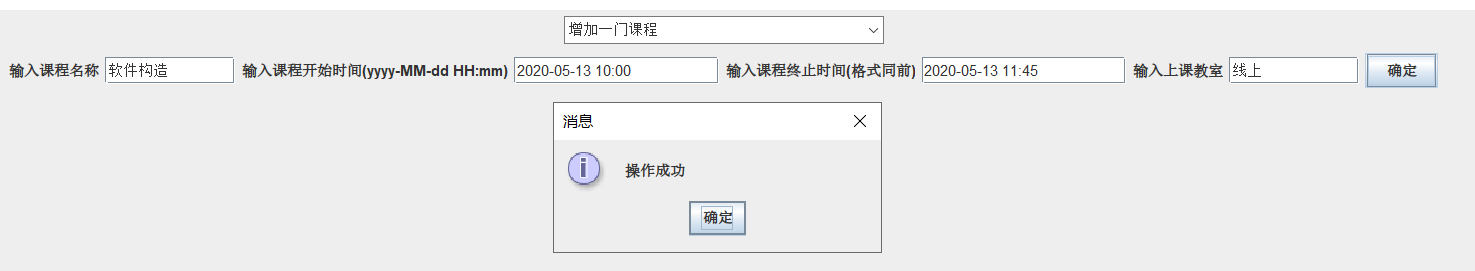 增加一门课程
输入课程名称 软件构造 输入课程开始时间(yyyy-MM-dd HH:mm) 2020-05-13 10:00 输入课程终止时间(格式同前) 2020-05-13 11:45 输入上课教室 线上 确定
消息
操作成功
确定